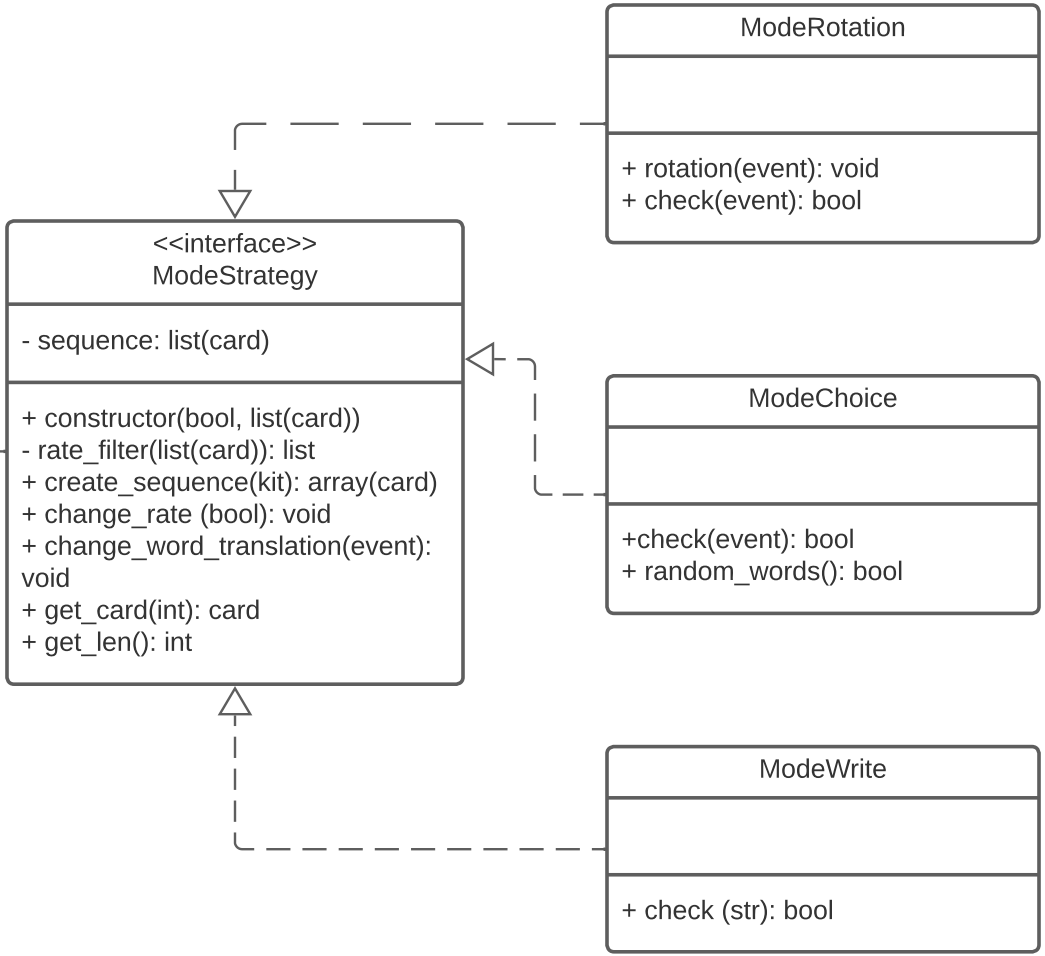 ModeRotation
+ rotation(event): void
+ check(event): bool
<<interface>>
ModeStrategy
- sequence: list(card)
+ constructor(bool, list(card))
- rate_filter(list(card)): list
+ create_sequence(kit): array(card)
+ change_rate (bool): void
+ change_word_translation(event):
void
+ get_card(int): card
+ get_len(): int
ModeChoice
+check(event): bool
+ random_words(): bool
ModeWrite
+ check (str): bool